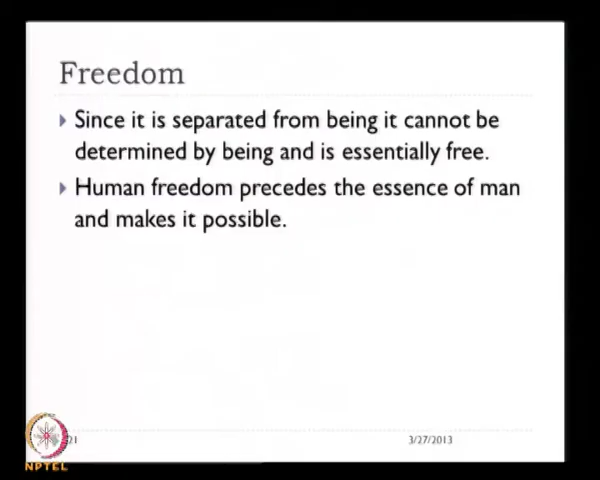 Freedom
Since it is separated from being it cannot be
determined by being and is essentially free.
Human freedom precedes the essence of man
and makes it possible.
21
3/27/2013
NPTEL